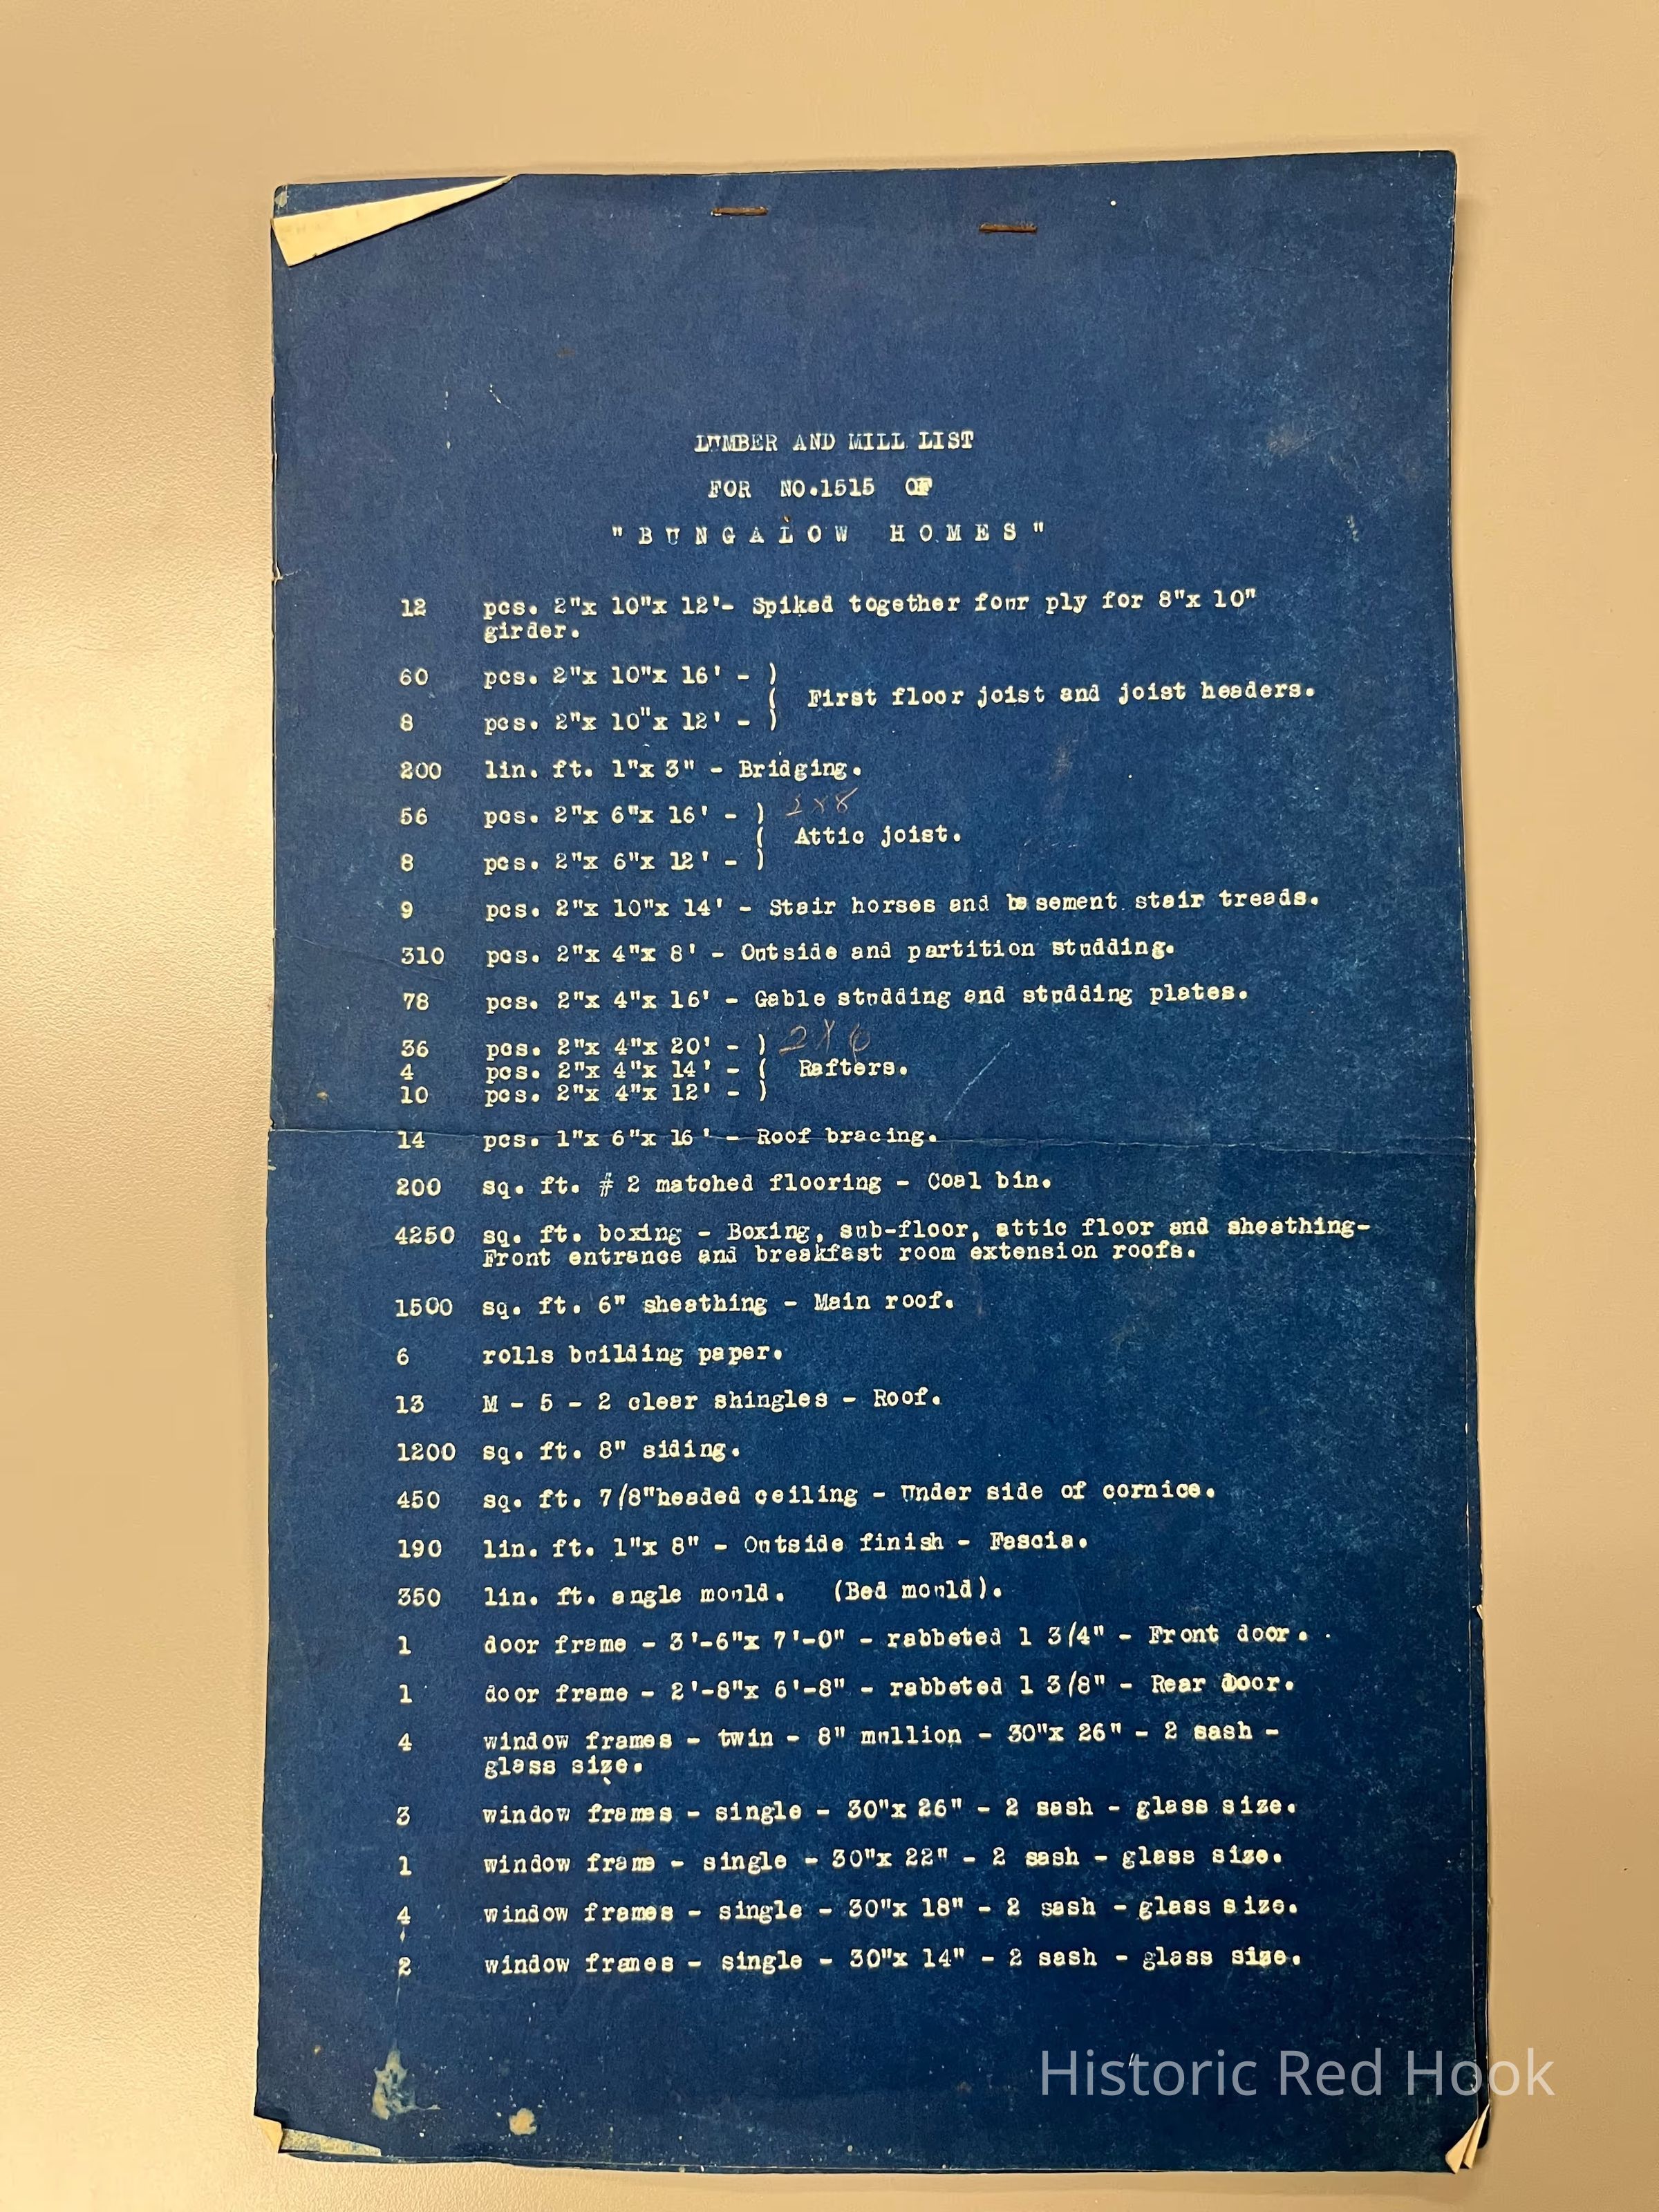 LUMBER AND MILL LIST
FOR NO.1515 OF
"BUNGALOW HOMES"
12 pcs. 2"x 10"x 12'- Spiked together four ply for 8"x 10"
girder.
60 pcs. 2"x 10"x 16' - )
( First floor joist and joist headers.
8 pcs. 2"x 10"x 12' - )
200 lin. ft. 1"x 3" - Bridging.
56 pcs. 2"x 6"x 16' - )
( Attic joist.
8 pcs. 2"x 6"x 12' - )
9 pcs. 2"x 10"x 14' - Stair horses and basement stair treads.
310 pcs. 2"x 4"x 8' - Outside and partition studding.
78 pcs. 2"x 4"x 16' - Gable studding and studding plates.
36 pcs. 2"x 4"x 20' - ) 2X6
4 pcs. 2"x 4"x 14' - ( Rafters.
10 pcs. 2"x 4"x 12' - )
14 pcs. 1"x 6"x 16' - Roof bracing.
200 sq. ft. # 2 matched flooring - Coal bin.
4250 sq. ft. boxing - Boxing, sub-floor, attic floor and sheathing-
Front entrance and breakfast room extension roofs.
1500 sq. ft. 6" sheathing - Main roof.
6 rolls building paper.
13 M - 5 - 2 clear shingles - Roof.
1200 sq. ft. 8" siding.
450 sq. ft. 7/8"beaded ceiling - Under side of cornice.
190 lin. ft. 1"x 8" - Outside finish - Fascia.
350 lin. ft. angle mould. (Bed mould).
1 door frame - 3'-6"x 7'-0" - rabbeted 1 3/4" - Front door.
1 door frame - 2'-8"x 6'-8" - rabbeted 1 3/8" - Rear door.
4 window frames - twin - 8" mullion - 30"x 26" - 2 sash -
glass size.
3 window frames - single - 30"x 26" - 2 sash - glass size.
1 window frame - single - 30"x 22" - 2 sash - glass size.
4 window frames - single - 30"x 18" - 2 sash - glass size.
2 window frames - single - 30"x 14" - 2 sash - glass size.
Historic Red Hook